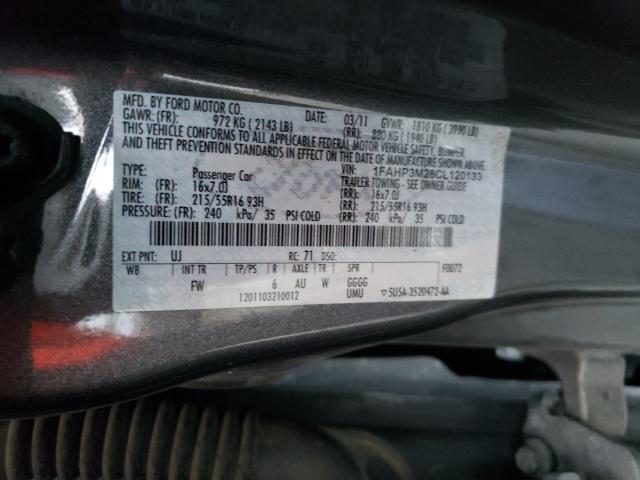 MFD. BY FORD MOTOR CO. DATE: 03/11 GVWR: 1810 KG (3990 LB)
GAWR: (FR): 972 KG (2143 LB) (RR): 880 KG (1940 LB)
THIS VEHICLE CONFORMS TO ALL APPLICABLE FEDERAL MOTOR VEHICLE SAFETY, BUMPER
AND THEFT PREVENTION STANDARDS IN EFFECT ON THE DATE OF MANUFACTURE SHOWN ABOVE.
VIN: 1FAHP3M28CL120133
TYPE: Passenger Car TRAILER TOWING - SEE OWNER GUIDE
RIM: (FR) 16x7.0J (RR): 16x7.0J
TIRE: (FR): 215/55R16 93H (RR): 215/55R16 93H
PRESSURE: (FR) 240 kPa/ 35 PSI COLD (RR): 240 kPa/ 35 PSI COLD
EXT PNT: UJ RC: 71 DSO: F0072
WB INT TR TP/PS R AXLE TR SPR
FW 6 AU W GGGG
1201103210012 UMU 5U5A-3520472-AA